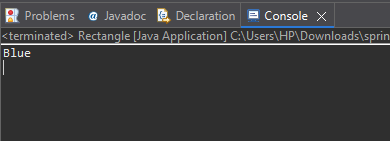 Problems Javadoc Declaration Console
<terminated> Rectangle [Java Application] C:\Users\HP\Downloads\sprin
Blue